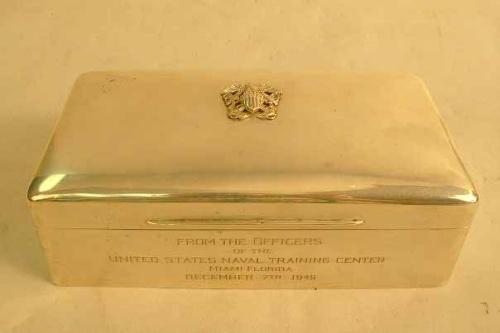 FROM THE OFFICERS
OF THE
UNITED STATES NAVAL TRAINING CENTER
MIAMI FLORIDA
DECEMBER 7TH 1945